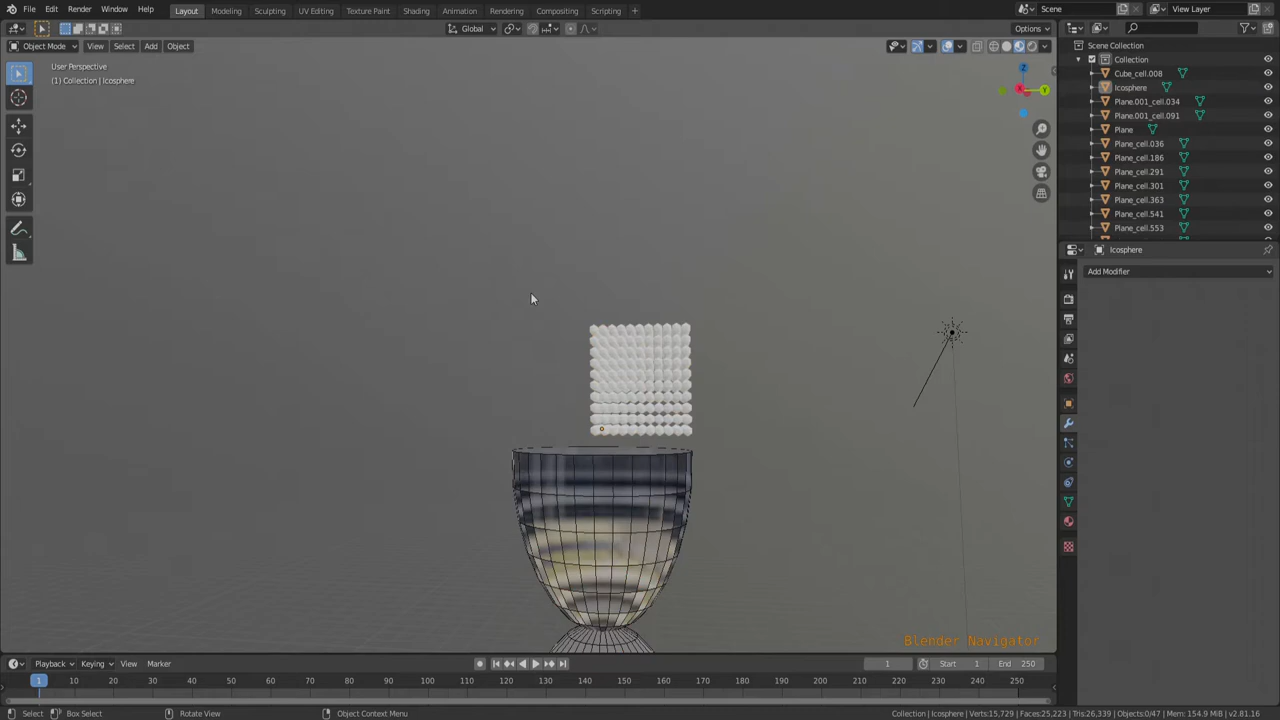 File Edit Render Window Help Layout Modeling Sculpting UV Editing Texture Paint Shading Animation Rendering Compositing Scripting + Scene View Layer
Global Options
Object Mode View Select Add Object
User Perspective
(1) Collection | Icosphere
Z
X Y
Scene Collection
Collection
Cube_cell.008
Icosphere
Plane.001_cell.034
Plane.001_cell.091
Plane
Plane_cell.036
Plane_cell.186
Plane_cell.291
Plane_cell.301
Plane_cell.363
Plane_cell.541
Plane_cell.553
Icosphere
Add Modifier
Blender Navigator
Playback Keying View Marker 1 Start 1 End 250
1 10 20 30 40 50 60 70 80 90 100 110 120 130 140 150 160 170 180 190 200 210 220 230 240 250
Select Box Select Rotate View Object Context Menu Collection | Icosphere | Verts:15,729 | Faces:25,223 | Tris:26,339 | Objects:0/47 | Mem: 154.9 MiB | v2.81.16